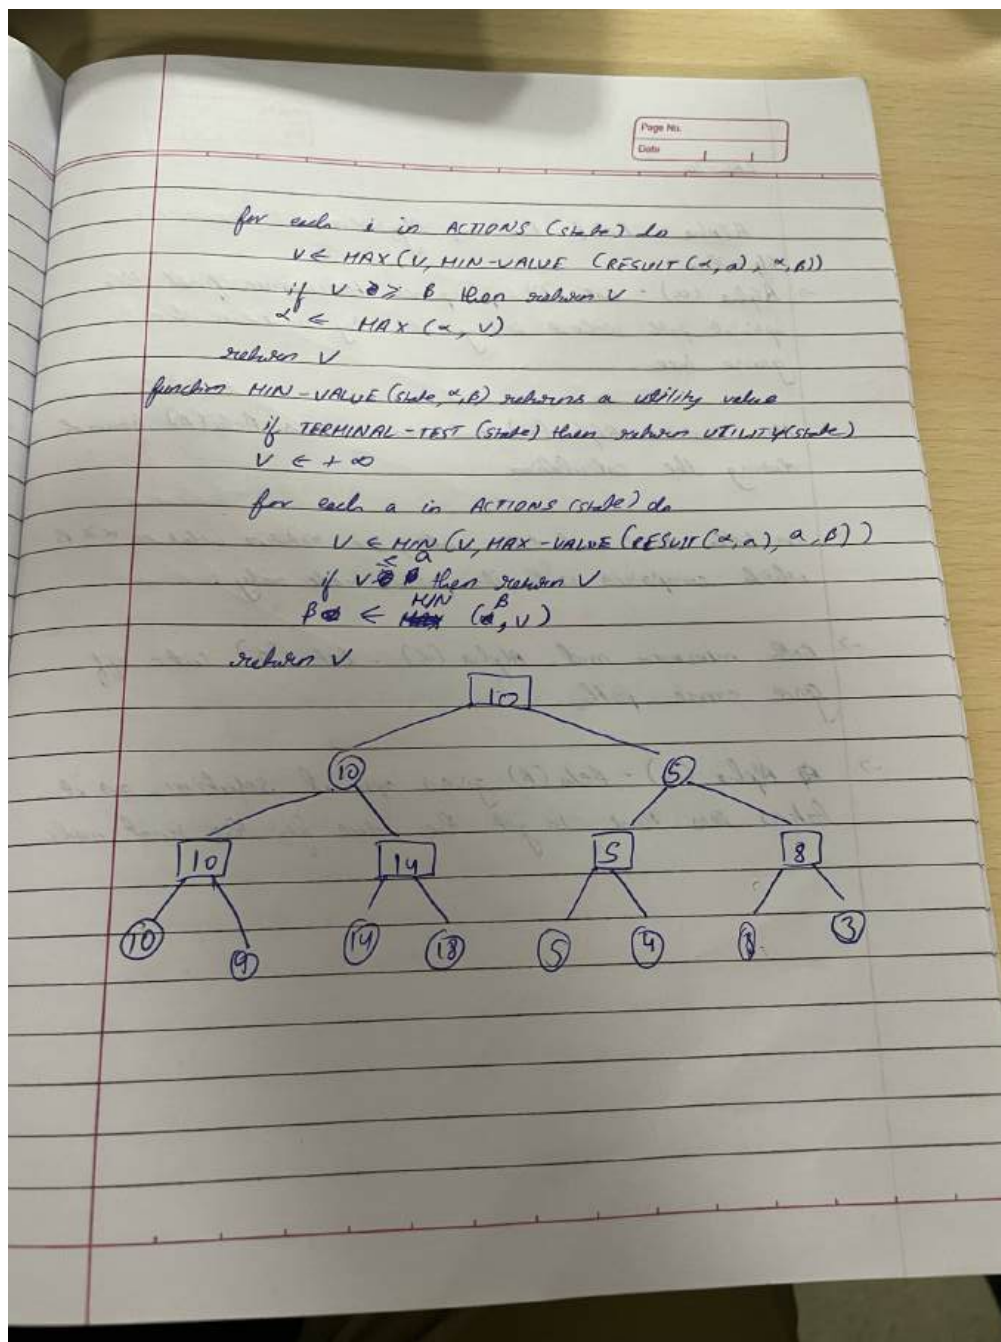 Page No.
Date
for each i in ACTIONS (state) do
V ← MAX (V, MIN-VALUE (RESULT (α, a), α, β))
if V ≥ β then return V
α ← MAX (α, V)
return V
function MIN-VALUE (state, α, β) returns a utility value
if TERMINAL-TEST (state) then return UTILITY (state)
V ← + ∞
for each a in ACTIONS (state) do
V ← MIN (V, MAX-VALUE (RESULT (α, a), a, β))
if V ≤ a then return V
β ← MIN (β, V)
return V
10
10 5
10 14 5 8
10 9 14 18 5 4 8 3